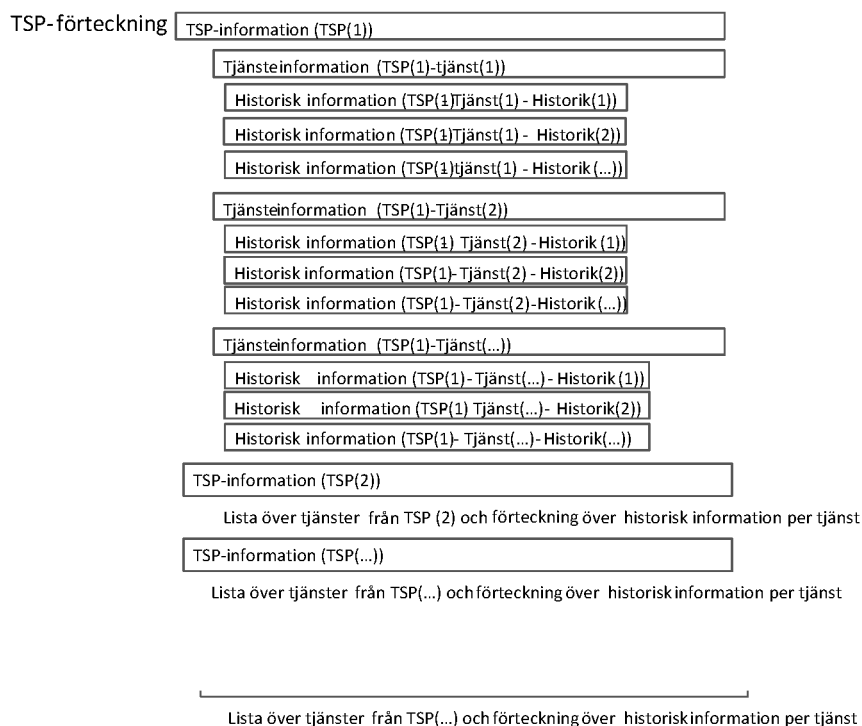 TSP-förteckning TSP-information (TSP(1))
Tjänsteinformation (TSP(1)-tjänst(1))
Historisk information (TSP(1)-Tjänst(1) - Historik(1))
Historisk information (TSP(1)-Tjänst(1) - Historik(2))
Historisk information (TSP(1)-tjänst(1) - Historik(...))
Tjänsteinformation (TSP(1)-Tjänst(2))
Historisk information (TSP(1)- Tjänst(2) - Historik (1))
Historisk information (TSP(1)- Tjänst(2) - Historik(2))
Historisk information (TSP(1)- Tjänst(2)-Historik(...))
Tjänsteinformation (TSP(1)-Tjänst(...))
Historisk information (TSP(1) - Tjänst(...) - Historik (1))
Historisk information (TSP(1) Tjänst(...)- Historik(2))
Historisk information (TSP(1)- Tjänst(...)-Historik(...))
TSP-information (TSP(2))
Lista över tjänster från TSP (2) och förteckning över historisk information per tjänst
TSP-information (TSP(...))
Lista över tjänster från TSP(...) och förteckning över historisk information per tjänst
Lista över tjänster från TSP(...) och förteckning över historisk information per tjänst